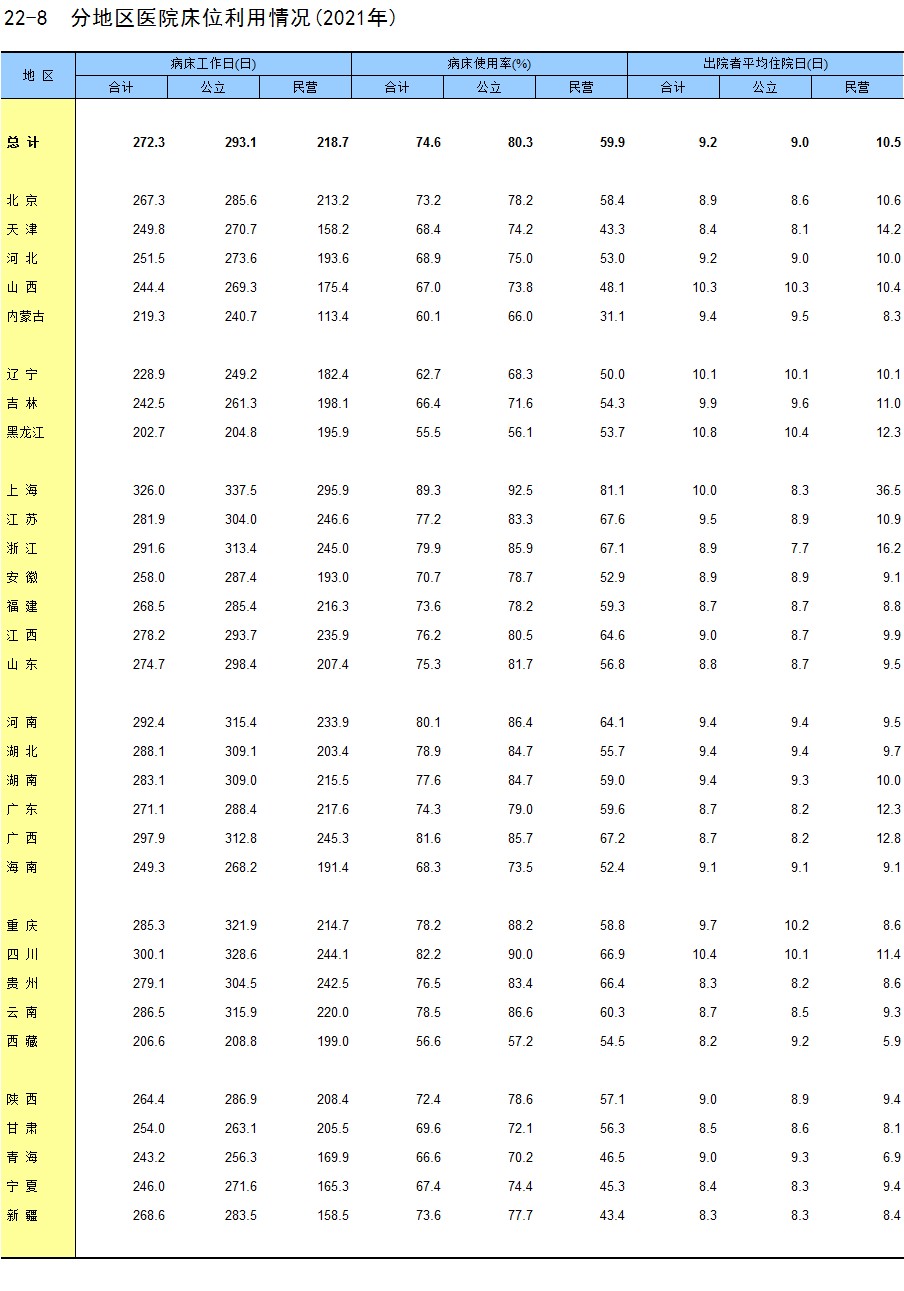 22-8 分地区医院床位利用情况(2021年)
地 区 病床工作日(日) 病床使用率(%) 出院者平均住院日(日)
合计 公立 民营 合计 公立 民营 合计 公立 民营
总 计 272.3 293.1 218.7 74.6 80.3 59.9 9.2 9.0 10.5
北 京 267.3 285.6 213.2 73.2 78.2 58.4 8.9 8.6 10.6
天 津 249.8 270.7 158.2 68.4 74.2 43.3 8.4 8.1 14.2
河 北 251.5 273.6 193.6 68.9 75.0 53.0 9.2 9.0 10.0
山 西 244.4 269.3 175.4 67.0 73.8 48.1 10.3 10.3 10.4
内蒙古 219.3 240.7 113.4 60.1 66.0 31.1 9.4 9.5 8.3
辽 宁 228.9 249.2 182.4 62.7 68.3 50.0 10.1 10.1 10.1
吉 林 242.5 261.3 198.1 66.4 71.6 54.3 9.9 9.6 11.0
黑龙江 202.7 204.8 195.9 55.5 56.1 53.7 10.8 10.4 12.3
上 海 326.0 337.5 295.9 89.3 92.5 81.1 10.0 8.3 36.5
江 苏 281.9 304.0 246.6 77.2 83.3 67.6 9.5 8.9 10.9
浙 江 291.6 313.4 245.0 79.9 85.9 67.1 8.9 7.7 16.2
安 徽 258.0 287.4 193.0 70.7 78.7 52.9 8.9 8.9 9.1
福 建 268.5 285.4 216.3 73.6 78.2 59.3 8.7 8.7 8.8
江 西 278.2 293.7 235.9 76.2 80.5 64.6 9.0 8.7 9.9
山 东 274.7 298.4 207.4 75.3 81.7 56.8 8.8 8.7 9.5
河 南 292.4 315.4 233.9 80.1 86.4 64.1 9.4 9.4 9.5
湖 北 288.1 309.1 203.4 78.9 84.7 55.7 9.4 9.4 9.7
湖 南 283.1 309.0 215.5 77.6 84.7 59.0 9.4 9.3 10.0
广 东 271.1 288.4 217.6 74.3 79.0 59.6 8.7 8.2 12.3
广 西 297.9 312.8 245.3 81.6 85.7 67.2 8.7 8.2 12.8
海 南 249.3 268.2 191.4 68.3 73.5 52.4 9.1 9.1 9.1
重 庆 285.3 321.9 214.7 78.2 88.2 58.8 9.7 10.2 8.6
四 川 300.1 328.6 244.1 82.2 90.0 66.9 10.4 10.1 11.4
贵 州 279.1 304.5 242.5 76.5 83.4 66.4 8.3 8.2 8.6
云 南 286.5 315.9 220.0 78.5 86.6 60.3 8.7 8.5 9.3
西 藏 206.6 208.8 199.0 56.6 57.2 54.5 8.2 9.2 5.9
陕 西 264.4 286.9 208.4 72.4 78.6 57.1 9.0 8.9 9.4
甘 肃 254.0 263.1 205.5 69.6 72.1 56.3 8.5 8.6 8.1
青 海 243.2 256.3 169.9 66.6 70.2 46.5 9.0 9.3 6.9
宁 夏 246.0 271.6 165.3 67.4 74.4 45.3 8.4 8.3 9.4
新 疆 268.6 283.5 158.5 73.6 77.7 43.4 8.3 8.3 8.4